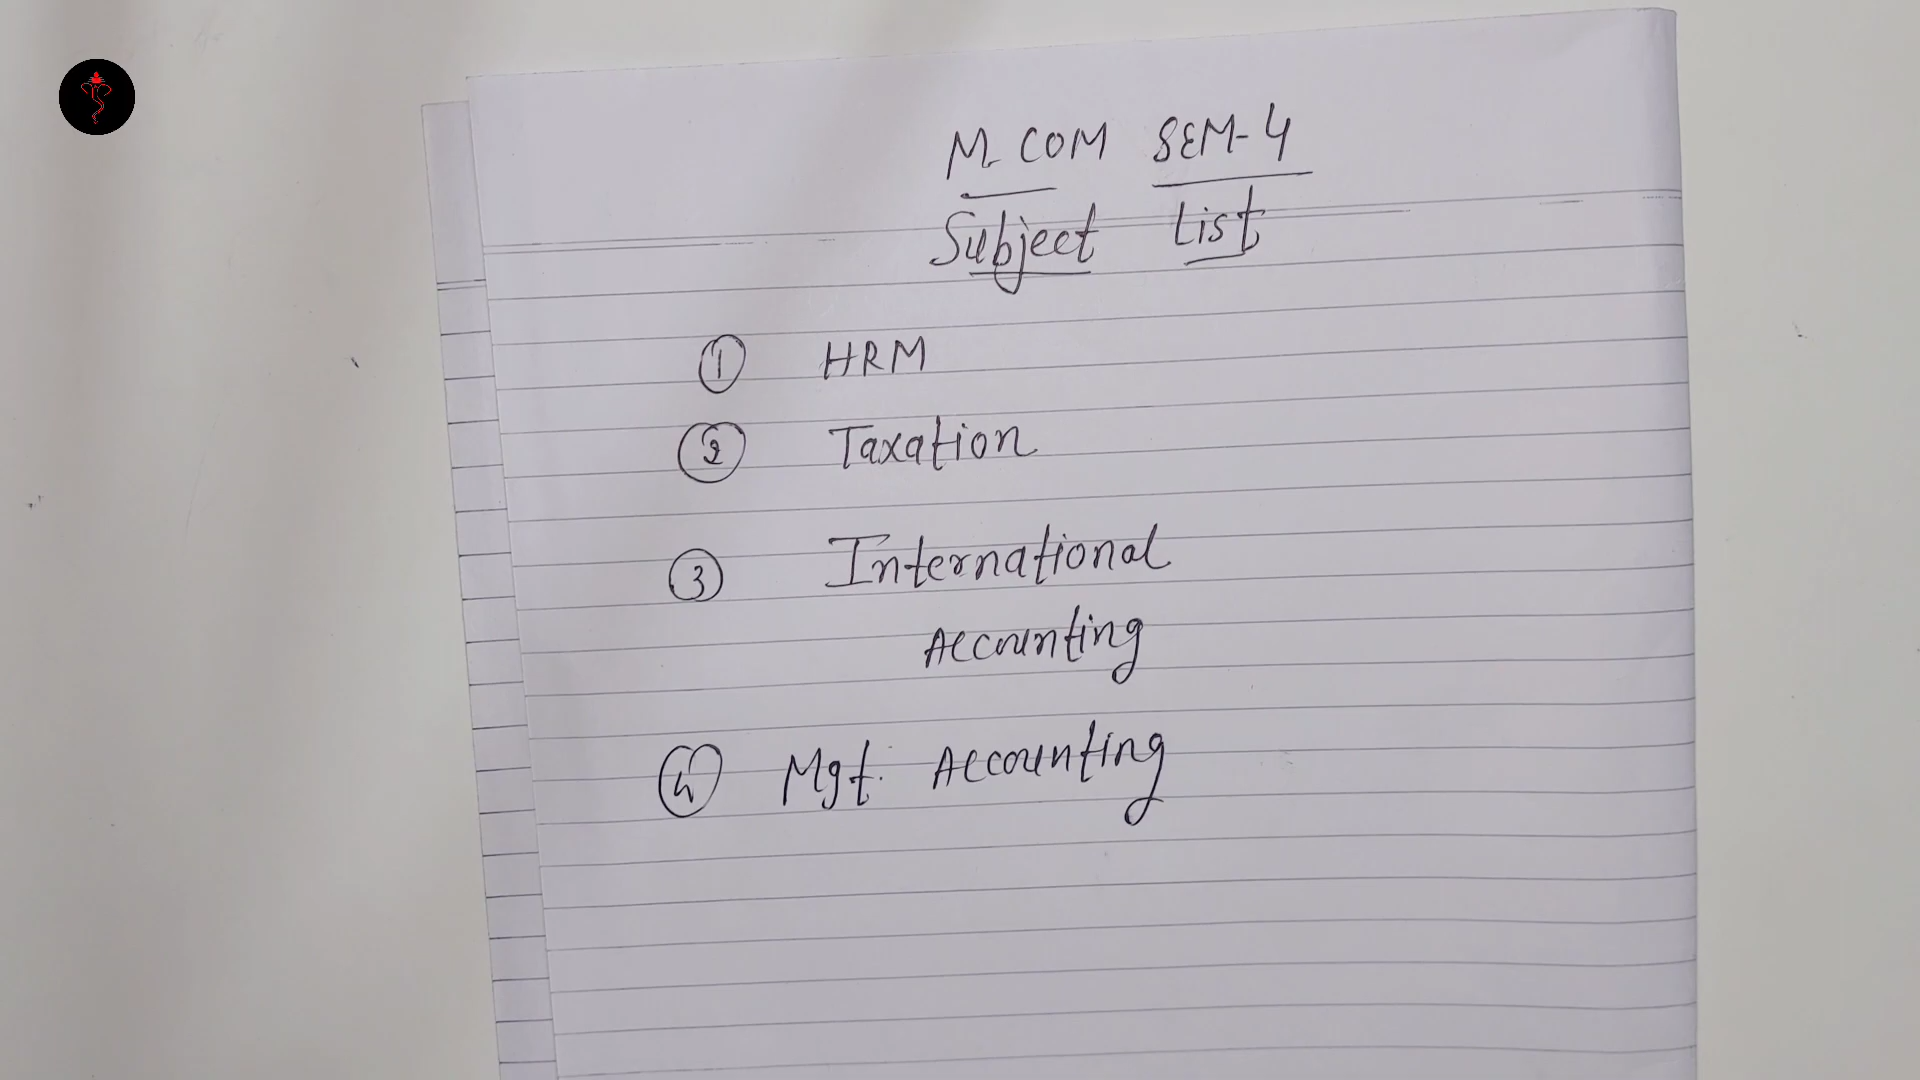 M. COM SEM-4
Subject List
① HRM
② Taxation
③ International
Accounting
④ Mgt. Accounting